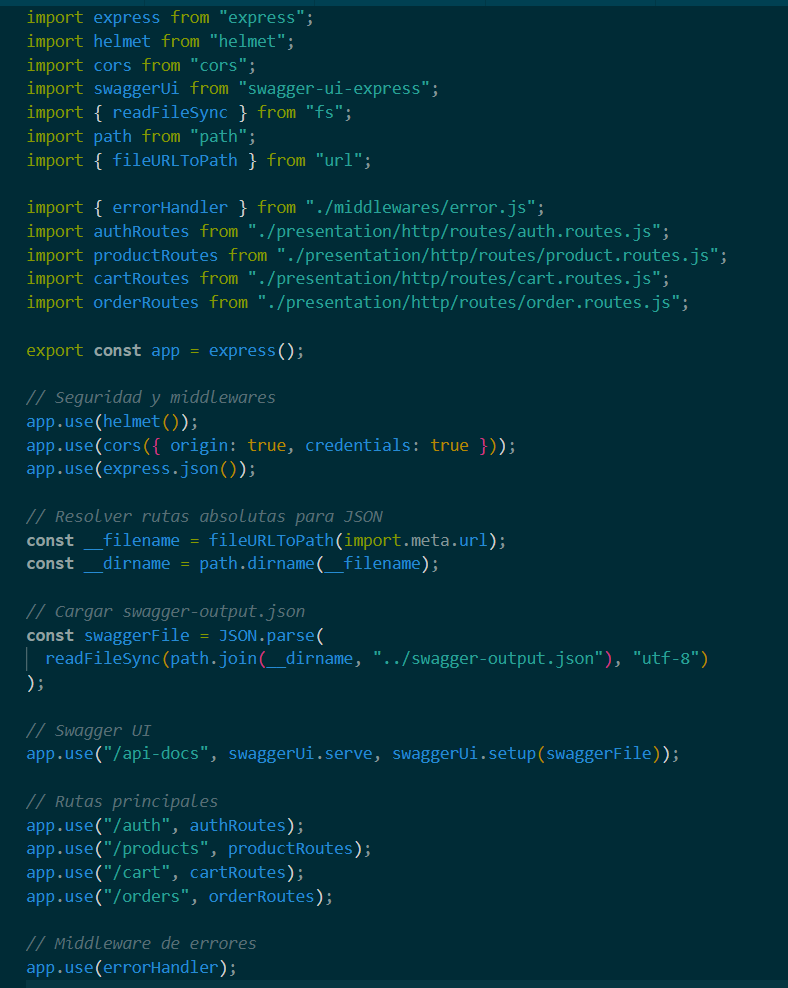 import express from "express";
import helmet from "helmet";
import cors from "cors";
import swaggerUi from "swagger-ui-express";
import { readFileSync } from "fs";
import path from "path";
import { fileURLToPath } from "url";

import { errorHandler } from "./middlewares/error.js";
import authRoutes from "./presentation/http/routes/auth.routes.js";
import productRoutes from "./presentation/http/routes/product.routes.js";
import cartRoutes from "./presentation/http/routes/cart.routes.js";
import orderRoutes from "./presentation/http/routes/order.routes.js";

export const app = express();

// Seguridad y middlewares
app.use(helmet());
app.use(cors({ origin: true, credentials: true }));
app.use(express.json());

// Resolver rutas absolutas para JSON
const __filename = fileURLToPath(import.meta.url);
const __dirname = path.dirname(__filename);

// Cargar swagger-output.json
const swaggerFile = JSON.parse(
  readFileSync(path.join(__dirname, "../swagger-output.json"), "utf-8")
);

// Swagger UI
app.use("/api-docs", swaggerUi.serve, swaggerUi.setup(swaggerFile));

// Rutas principales
app.use("/auth", authRoutes);
app.use("/products", productRoutes);
app.use("/cart", cartRoutes);
app.use("/orders", orderRoutes);

// Middleware de errores
app.use(errorHandler);